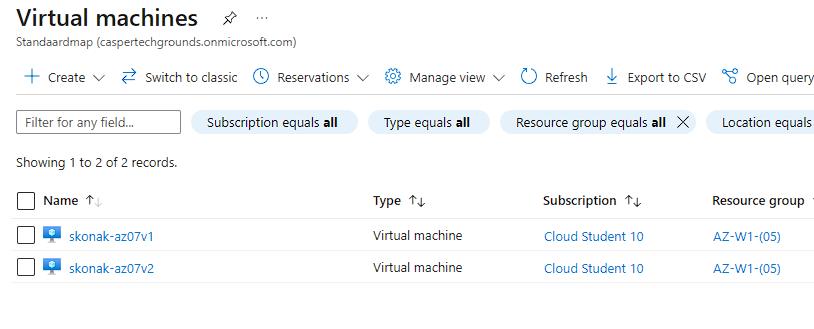 Virtual machines
Standaardmap (caspertechgrounds.onmicrosoft.com)
Create Switch to classic Reservations Manage view Refresh Export to CSV Open query
Filter for any field... Subscription equals all Type equals all Resource group equals all Location equals
Showing 1 to 2 of 2 records.
Name Type Subscription Resource group
skonak-az07v1 Virtual machine Cloud Student 10 AZ-W1-(05)
skonak-az07v2 Virtual machine Cloud Student 10 AZ-W1-(05)